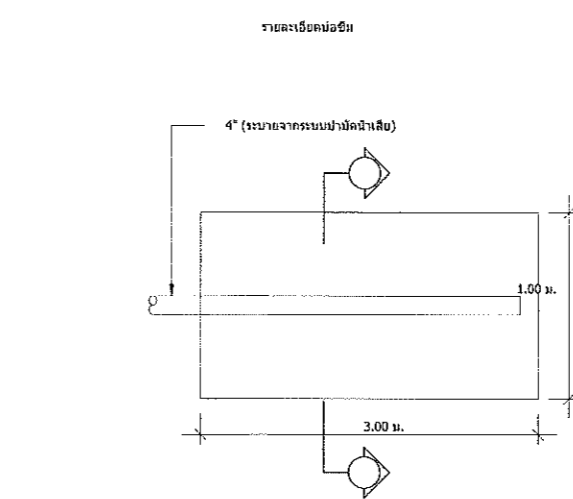 รายละเอียดบ่อซึม
4" (ระบายจากระบบบำบัดน้ำเสีย)
1.00 ม.
3.00 ม.